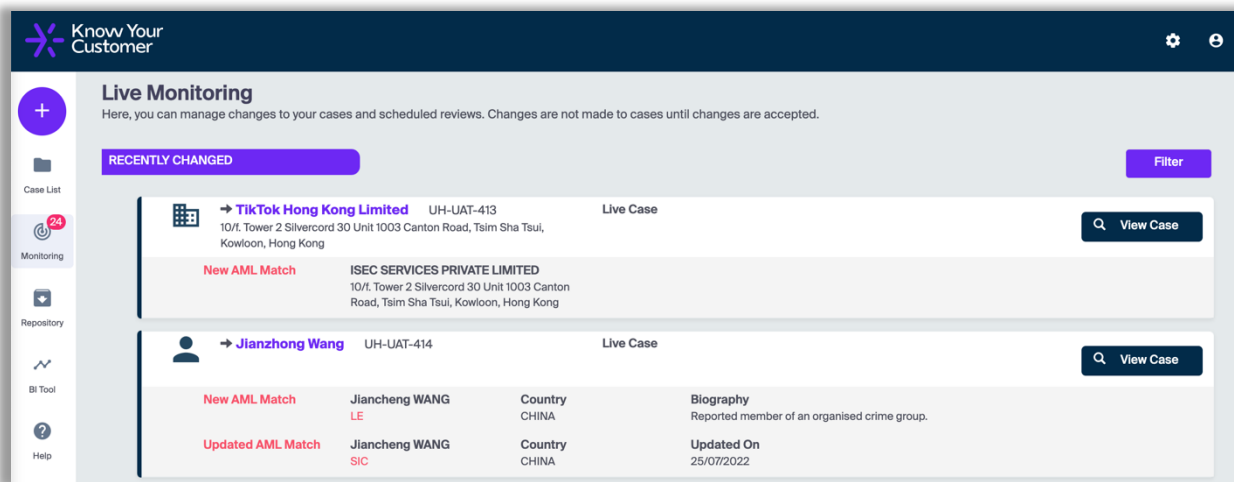 Know Your
Customer
Live Monitoring
Here, you can manage changes to your cases and scheduled reviews. Changes are not made to cases until changes are accepted.
RECENTLY CHANGED
Filter
Case List
24
Monitoring
Repository
BI Tool
Help
TikTok Hong Kong Limited UH-UAT-413 Live Case
10/f. Tower 2 Silvercord 30 Unit 1003 Canton Road, Tsim Sha Tsui,
Kowloon, Hong Kong
View Case
New AML Match ISEC SERVICES PRIVATE LIMITED
10/f. Tower 2 Silvercord 30 Unit 1003 Canton
Road, Tsim Sha Tsui, Kowloon, Hong Kong
Jianzhong Wang UH-UAT-414 Live Case
View Case
New AML Match Jiancheng WANG Country Biography
LE CHINA Reported member of an organised crime group.
Updated AML Match Jiancheng WANG Country Updated On
SIC CHINA 25/07/2022